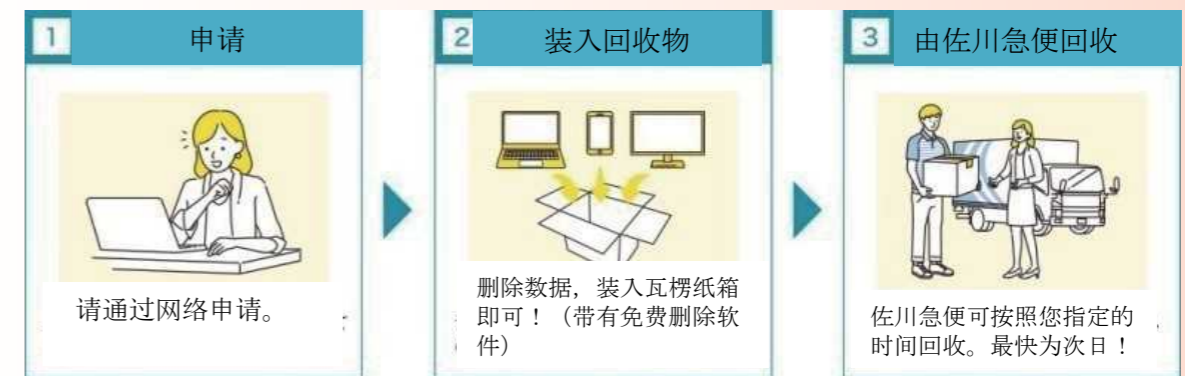 1 申请
请通过网络申请。
2 装入回收物
删除数据，装入瓦楞纸箱
即可！（带有免费删除软
件）
3 由佐川急便回收
佐川急便可按照您指定的
时间回收。最快为次日！